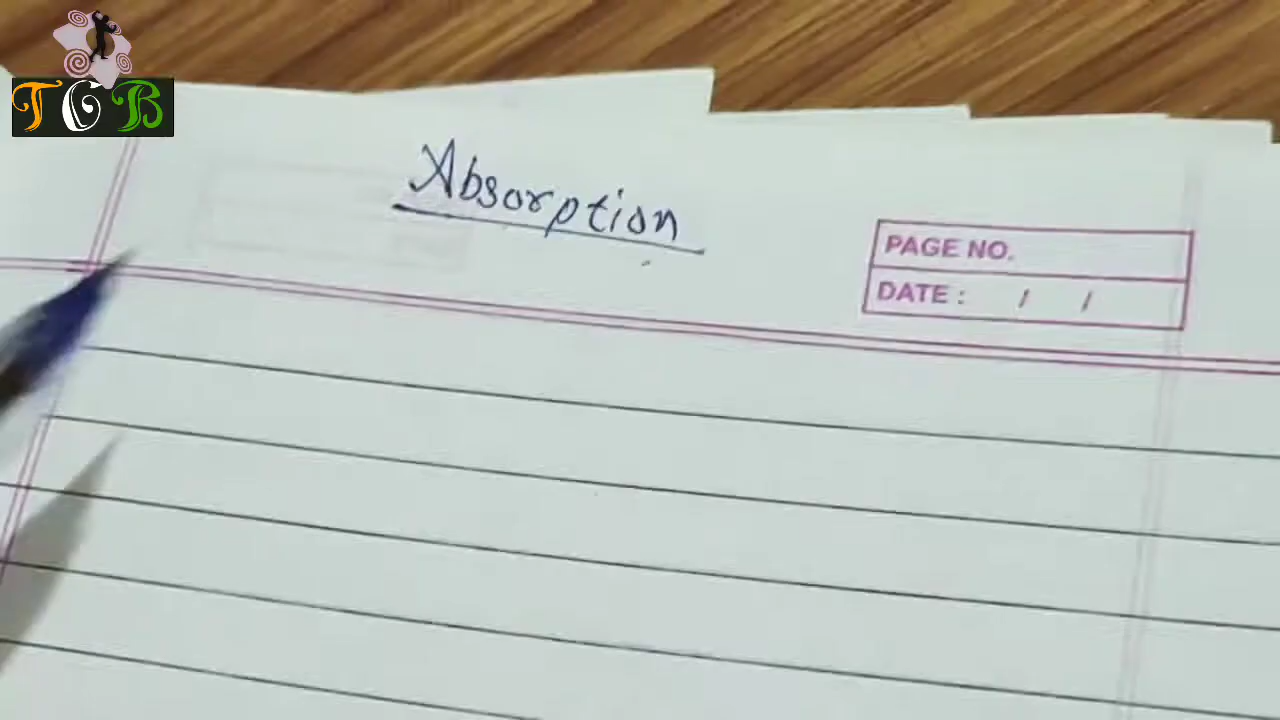 TGB
Absorption
PAGE NO.
DATE : / /